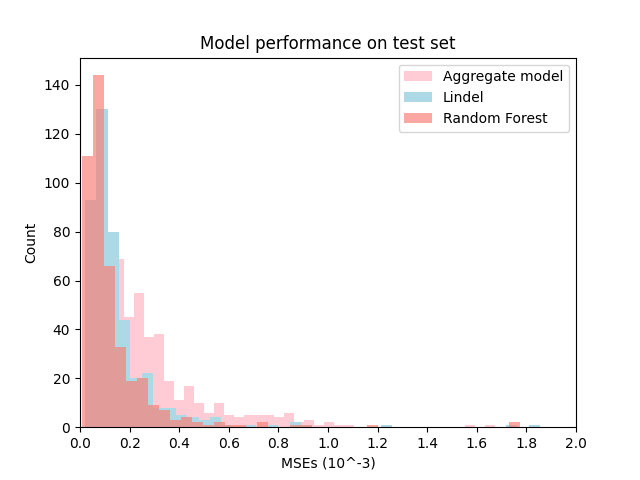 Model performance on test set
Aggregate model
Lindel
Random Forest
Count
140
120
100
80
60
40
20
0
0.0 0.2 0.4 0.6 0.8 1.0 1.2 1.4 1.6 1.8 2.0
MSEs (10^-3)